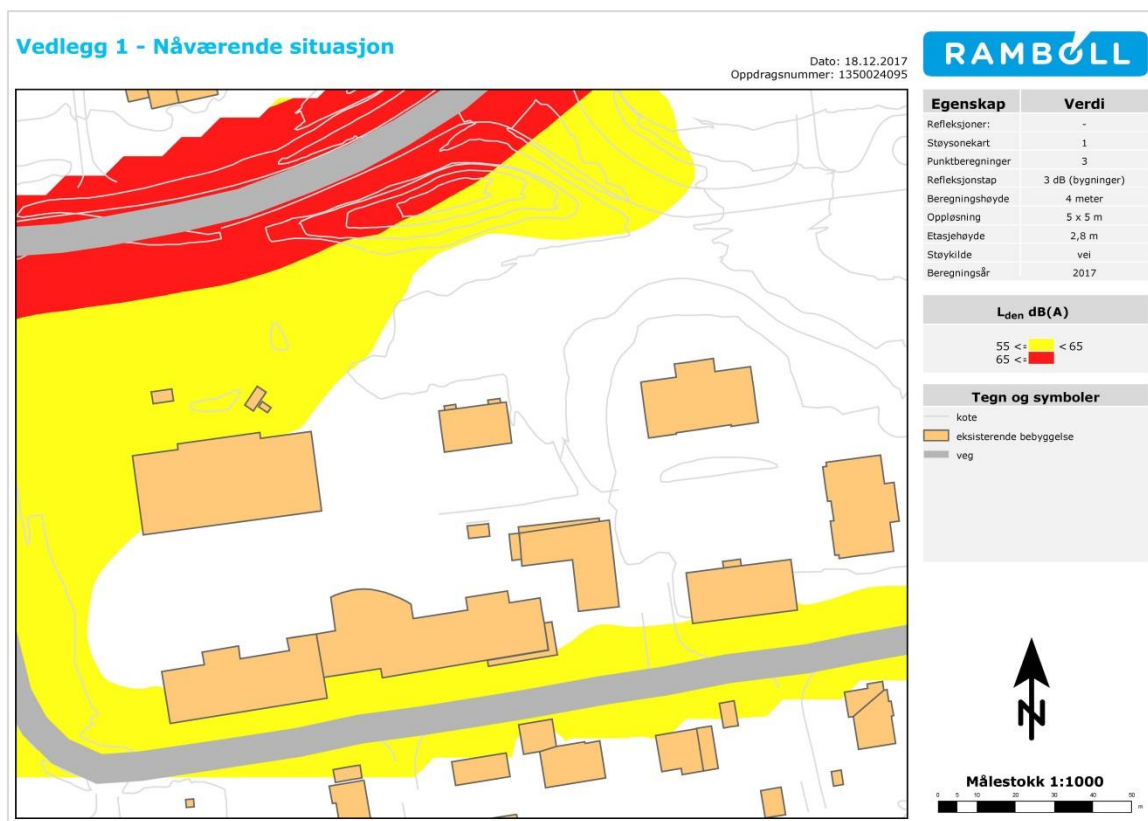 Vedlegg 1 - Nåværende situasjon
Dato: 18.12.2017
Oppdragsnummer: 1350024095
RAMBOLL
Egenskap Verdi
Refleksjoner: -
Støysonekart 1
Punktberegninger 3
Refleksjonstap 3 dB (bygninger)
Beregningshøyde 4 meter
Oppløsning 5 x 5 m
Etasjehøyde 2,8 m
Støykilde vei
Beregningsår 2017
Lden dB(A)
55 <= < 65
65 <=
Tegn og symboler
kote
eksisterende bebyggelse
veg
N
Målestokk 1:1000
0 5 10 20 30 40 50
m